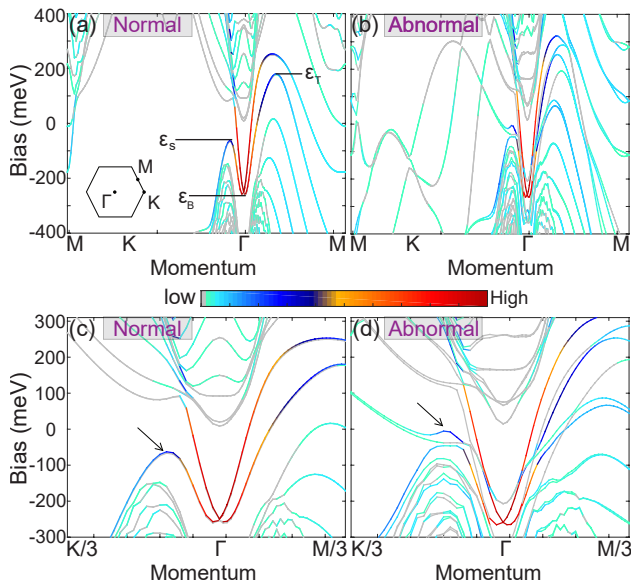 (a) Normal
(b) Abnormal
Bias (meV)
400
200
0
-200
-400
ε_T
ε_S
ε_B
M
Γ
K
M K Γ M
M K Γ M
Momentum
Momentum
low
High
(c) Normal
(d) Abnormal
Bias (meV)
300
200
100
0
-100
-200
-300
K/3 Γ M/3
K/3 Γ M/3
Momentum
Momentum